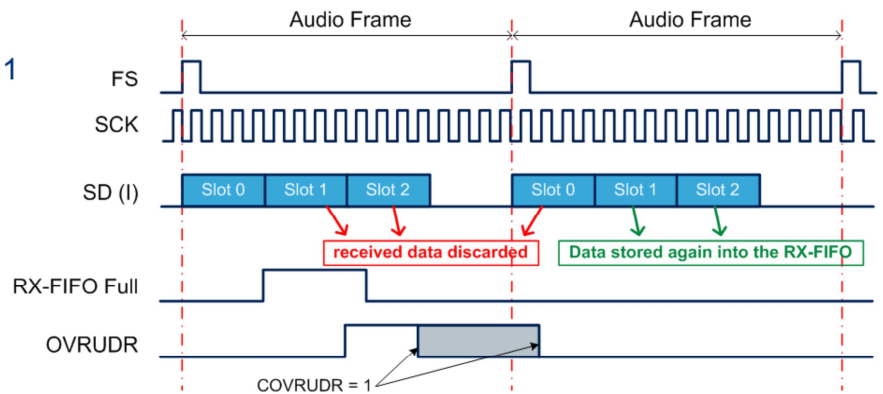 Audio Frame Audio Frame
1
FS
SCK
SD (I) Slot 0 Slot 1 Slot 2 Slot 0 Slot 1 Slot 2
received data discarded Data stored again into the RX-FIFO
RX-FIFO Full
OVRUDR
COVRUDR = 1